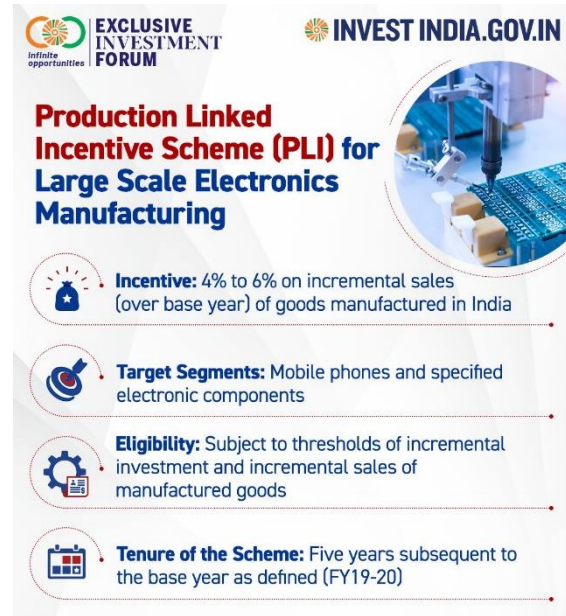 EXCLUSIVE
INVESTMENT
FORUM
infinite
opportunities
INVEST INDIA.GOV.IN
Production Linked
Incentive Scheme (PLI) for
Large Scale Electronics
Manufacturing
Incentive: 4% to 6% on incremental sales
(over base year) of goods manufactured in India
Target Segments: Mobile phones and specified
electronic components
Eligibility: Subject to thresholds of incremental
investment and incremental sales of
manufactured goods
Tenure of the Scheme: Five years subsequent to
the base year as defined (FY19-20)